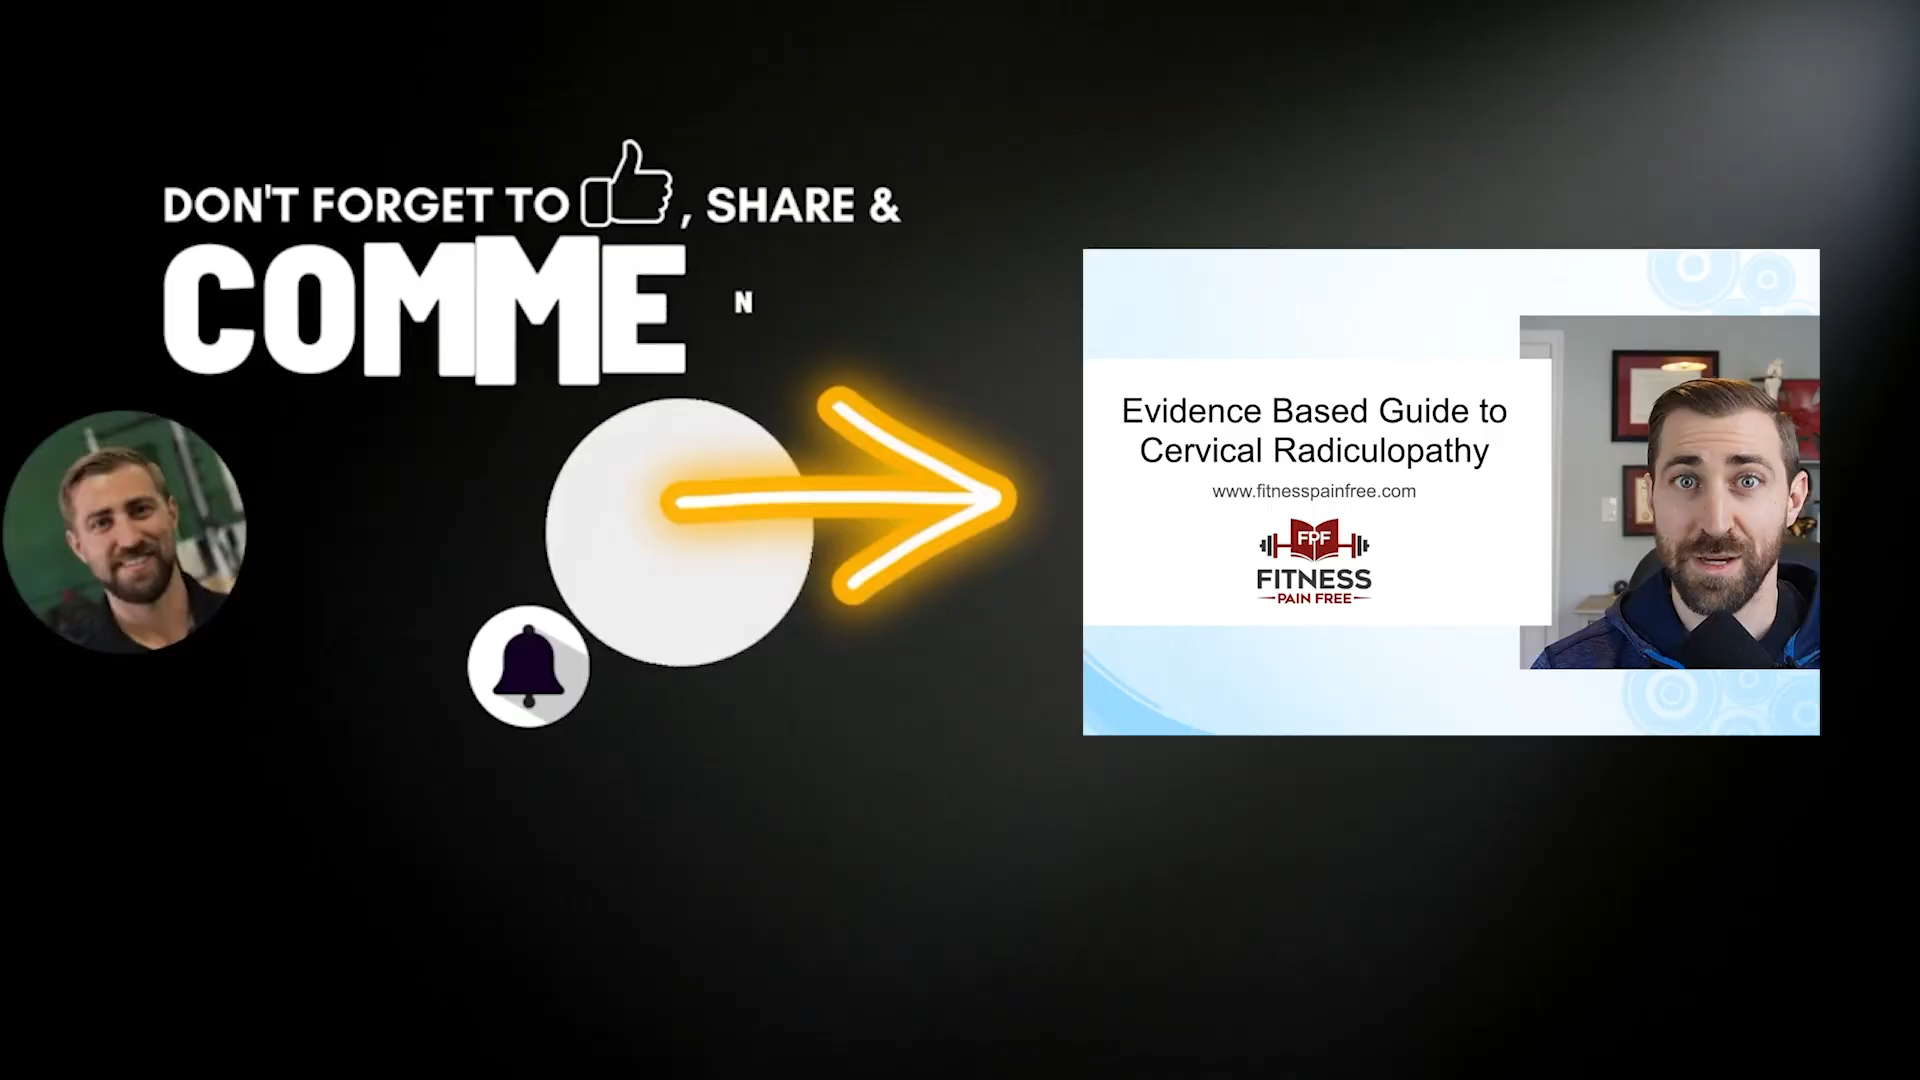 DON'T FORGET TO , SHARE &
COMME N
Evidence Based Guide to
Cervical Radiculopathy
www.fitnesspainfree.com
FPF
FITNESS
PAIN FREE